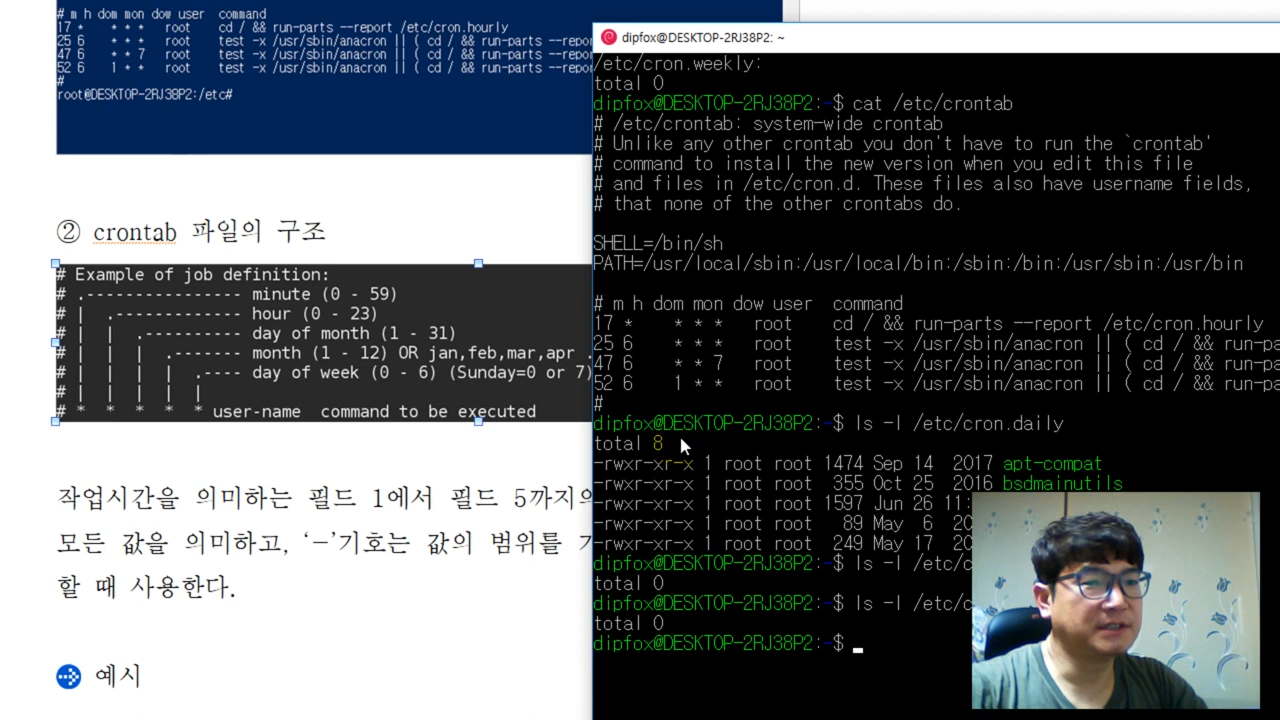 # m h dom mon dow user  command
17 *    * * *   root    cd / && run-parts --report /etc/cron.hourly
25 6    * * *   root    test -x /usr/sbin/anacron || ( cd / && run-parts --repo
47 6    * * 7   root    test -x /usr/sbin/anacron || ( cd / && run-parts --repo
52 6    1 * *   root    test -x /usr/sbin/anacron || ( cd / && run-parts --repo
#
root@DESKTOP-2RJ38P2:/etc#
② crontab 파일의 구조
# Example of job definition:
# .---------------- minute (0 - 59)
# |  .------------- hour (0 - 23)
# |  |  .---------- day of month (1 - 31)
# |  |  |  .------- month (1 - 12) OR jan,feb,mar,apr .
# |  |  |  |  .---- day of week (0 - 6) (Sunday=0 or 7)
# |  |  |  |  |
# *  *  *  *  * user-name  command to be executed
작업시간을 의미하는 필드 1에서 필드 5까지의
모든 값을 의미하고, ‘-’기호는 값의 범위를
할 때 사용한다.
예시
dipfox@DESKTOP-2RJ38P2: ~
/etc/cron.weekly:
total 0
dipfox@DESKTOP-2RJ38P2:~$ cat /etc/crontab
# /etc/crontab: system-wide crontab
# Unlike any other crontab you don't have to run the `crontab'
# command to install the new version when you edit this file
# and files in /etc/cron.d. These files also have username fields,
# that none of the other crontabs do.
SHELL=/bin/sh
PATH=/usr/local/sbin:/usr/local/bin:/sbin:/bin:/usr/sbin:/usr/bin
# m h dom mon dow user  command
17 *    * * *   root    cd / && run-parts --report /etc/cron.hourly
25 6    * * *   root    test -x /usr/sbin/anacron || ( cd / && run-pa
47 6    * * 7   root    test -x /usr/sbin/anacron || ( cd / && run-pa
52 6    1 * *   root    test -x /usr/sbin/anacron || ( cd / && run-pa
#
dipfox@DESKTOP-2RJ38P2:~$ ls -l /etc/cron.daily
total 8
-rwxr-xr-x 1 root root 1474 Sep 14  2017 apt-compat
-rwxr-xr-x 1 root root  355 Oct 25  2016 bsdmainutils
-rwxr-xr-x 1 root root 1597 Jun 26 11:
-rwxr-xr-x 1 root root   89 May  6  20
-rwxr-xr-x 1 root root  249 May 17  20
dipfox@DESKTOP-2RJ38P2:~$ ls -l /etc/c
total 0
dipfox@DESKTOP-2RJ38P2:~$ ls -l /etc/c
total 0
dipfox@DESKTOP-2RJ38P2:~$